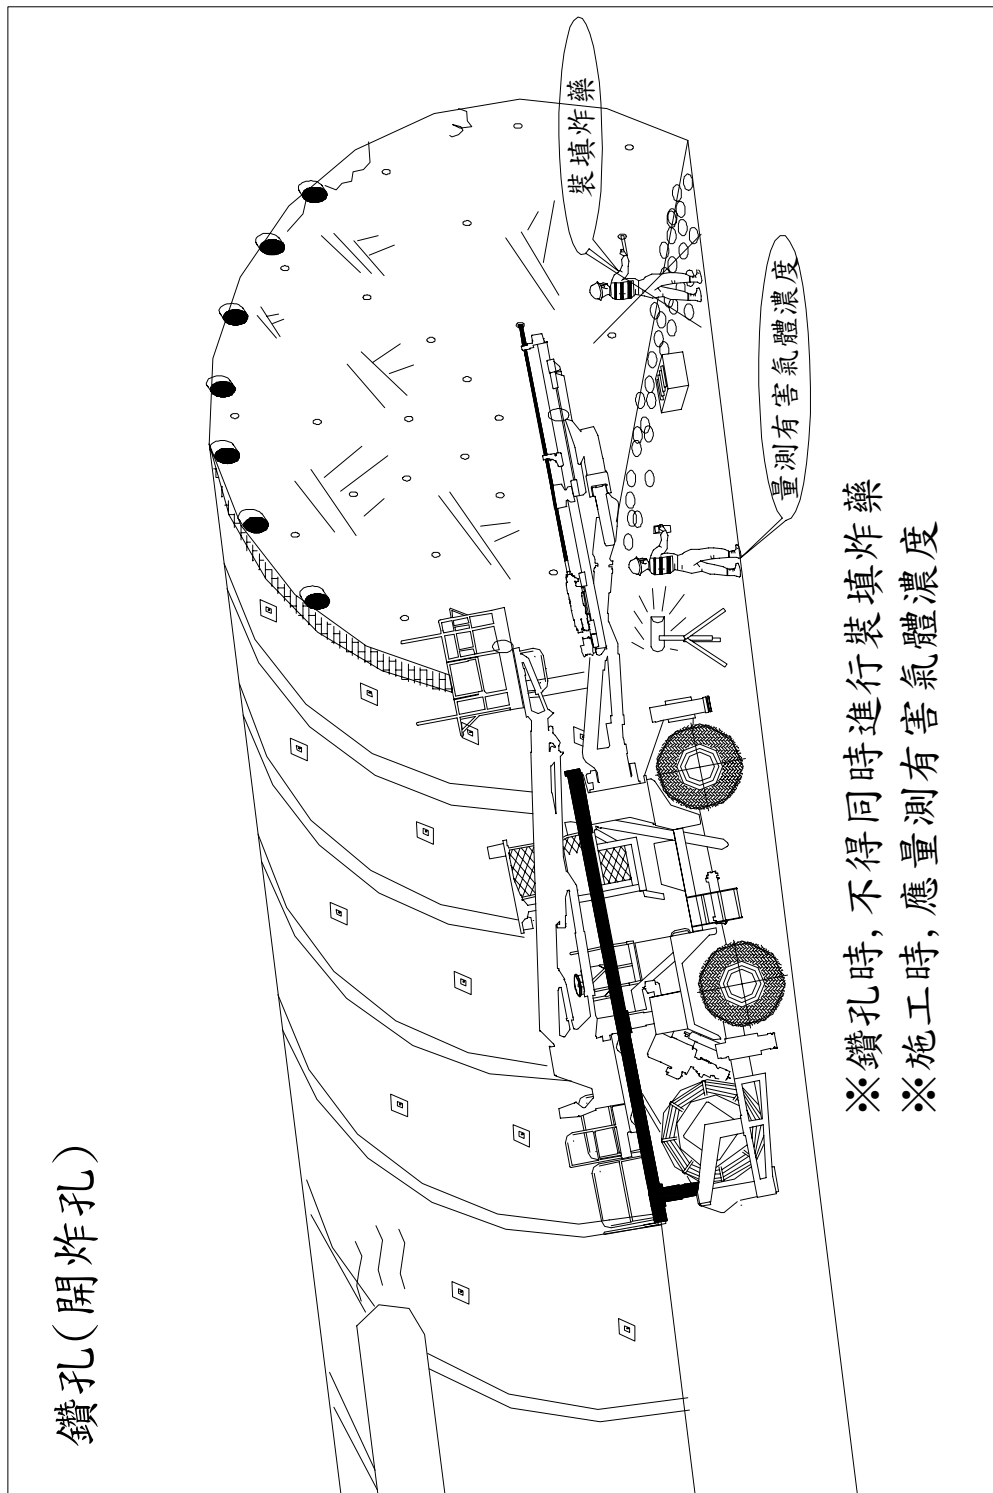 鑽孔(開炸孔)
裝填炸藥
量測有害氣體濃度
※鑽孔時,不得同時進行裝填炸藥
※施工時,應量測有害氣體濃度